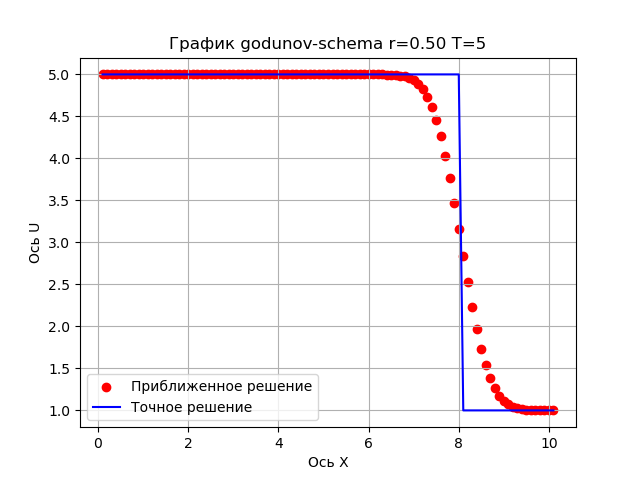 График godunov-schema r=0.50 T=5
Ось U
5.0
4.5
4.0
3.5
3.0
2.5
2.0
1.5
1.0
Приближенное решение
Точное решение
0 2 4 6 8 10
Ось X